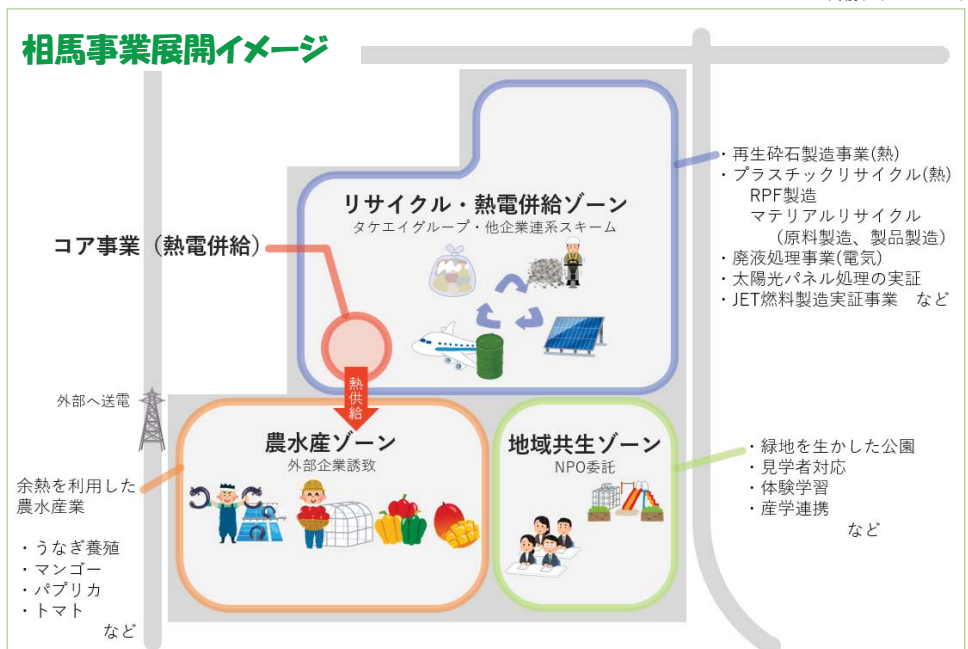 相馬事業展開イメージ
・再生砕石製造事業(熱)
・プラスチックリサイクル(熱)
RPF製造
マテリアルリサイクル
（原料製造、製品製造）
・廃液処理事業(電気)
・太陽光パネル処理の実証
・JET燃料製造実証事業　など
リサイクル・熱電併給ゾーン
タケエイグループ・他企業連系スキーム
コア事業（熱電併給）
熱供給
外部へ送電
農水産ゾーン
外部企業誘致
地域共生ゾーン
NPO委託
余熱を利用した
農水産業
・うなぎ養殖
・マンゴー
・パプリカ
・トマト
など
・緑地を生かした公園
・見学者対応
・体験学習
・産学連携
など